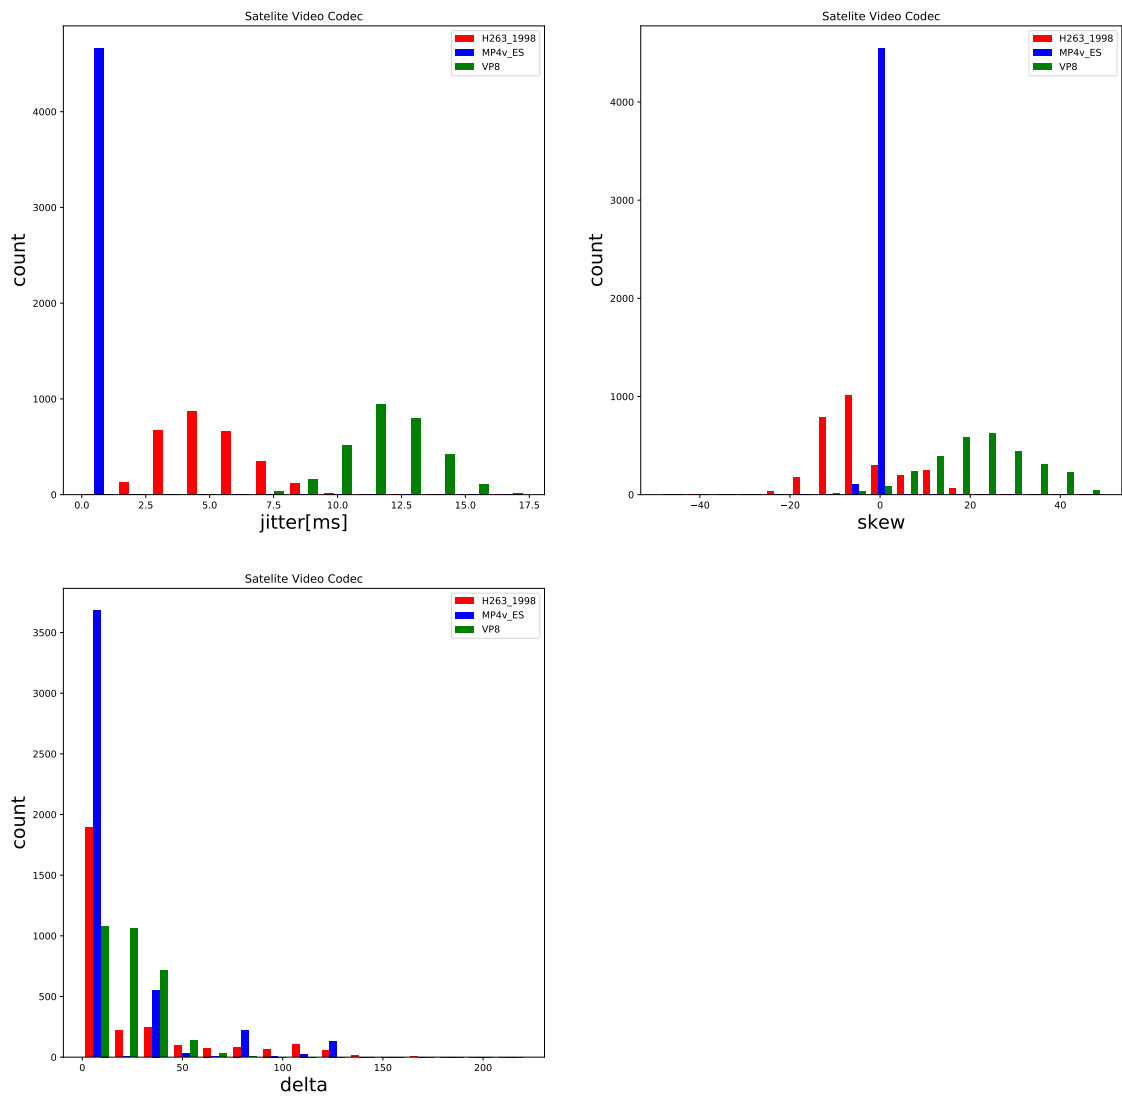 Satelite Video Codec
H263_1998
MP4v_ES
VP8
count
4000
3000
2000
1000
0
0.0 2.5 5.0 7.5 10.0 12.5 15.0 17.5
jitter[ms]
Satelite Video Codec
H263_1998
MP4v_ES
VP8
count
4000
3000
2000
1000
0
−40 −20 0 20 40
skew
Satelite Video Codec
H263_1998
MP4v_ES
VP8
count
3500
3000
2500
2000
1500
1000
500
0
0 50 100 150 200
delta